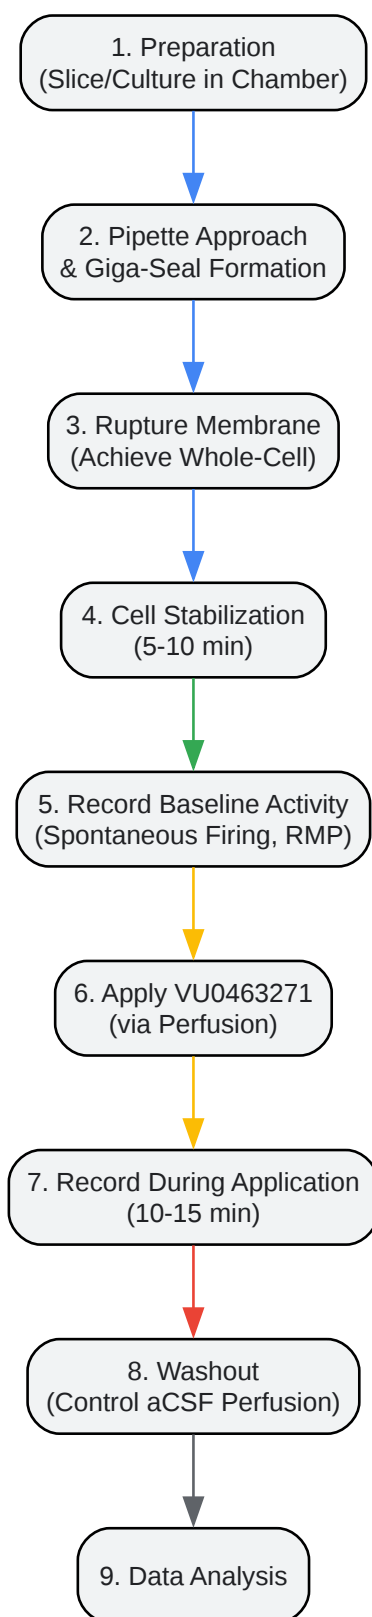 1. Preparation
(Slice/Culture in Chamber)
2. Pipette Approach
& Giga-Seal Formation
3. Rupture Membrane
(Achieve Whole-Cell)
4. Cell Stabilization
(5-10 min)
5. Record Baseline Activity
(Spontaneous Firing, RMP)
6. Apply VU0463271
(via Perfusion)
7. Record During Application
(10-15 min)
8. Washout
(Control aCSF Perfusion)
9. Data Analysis